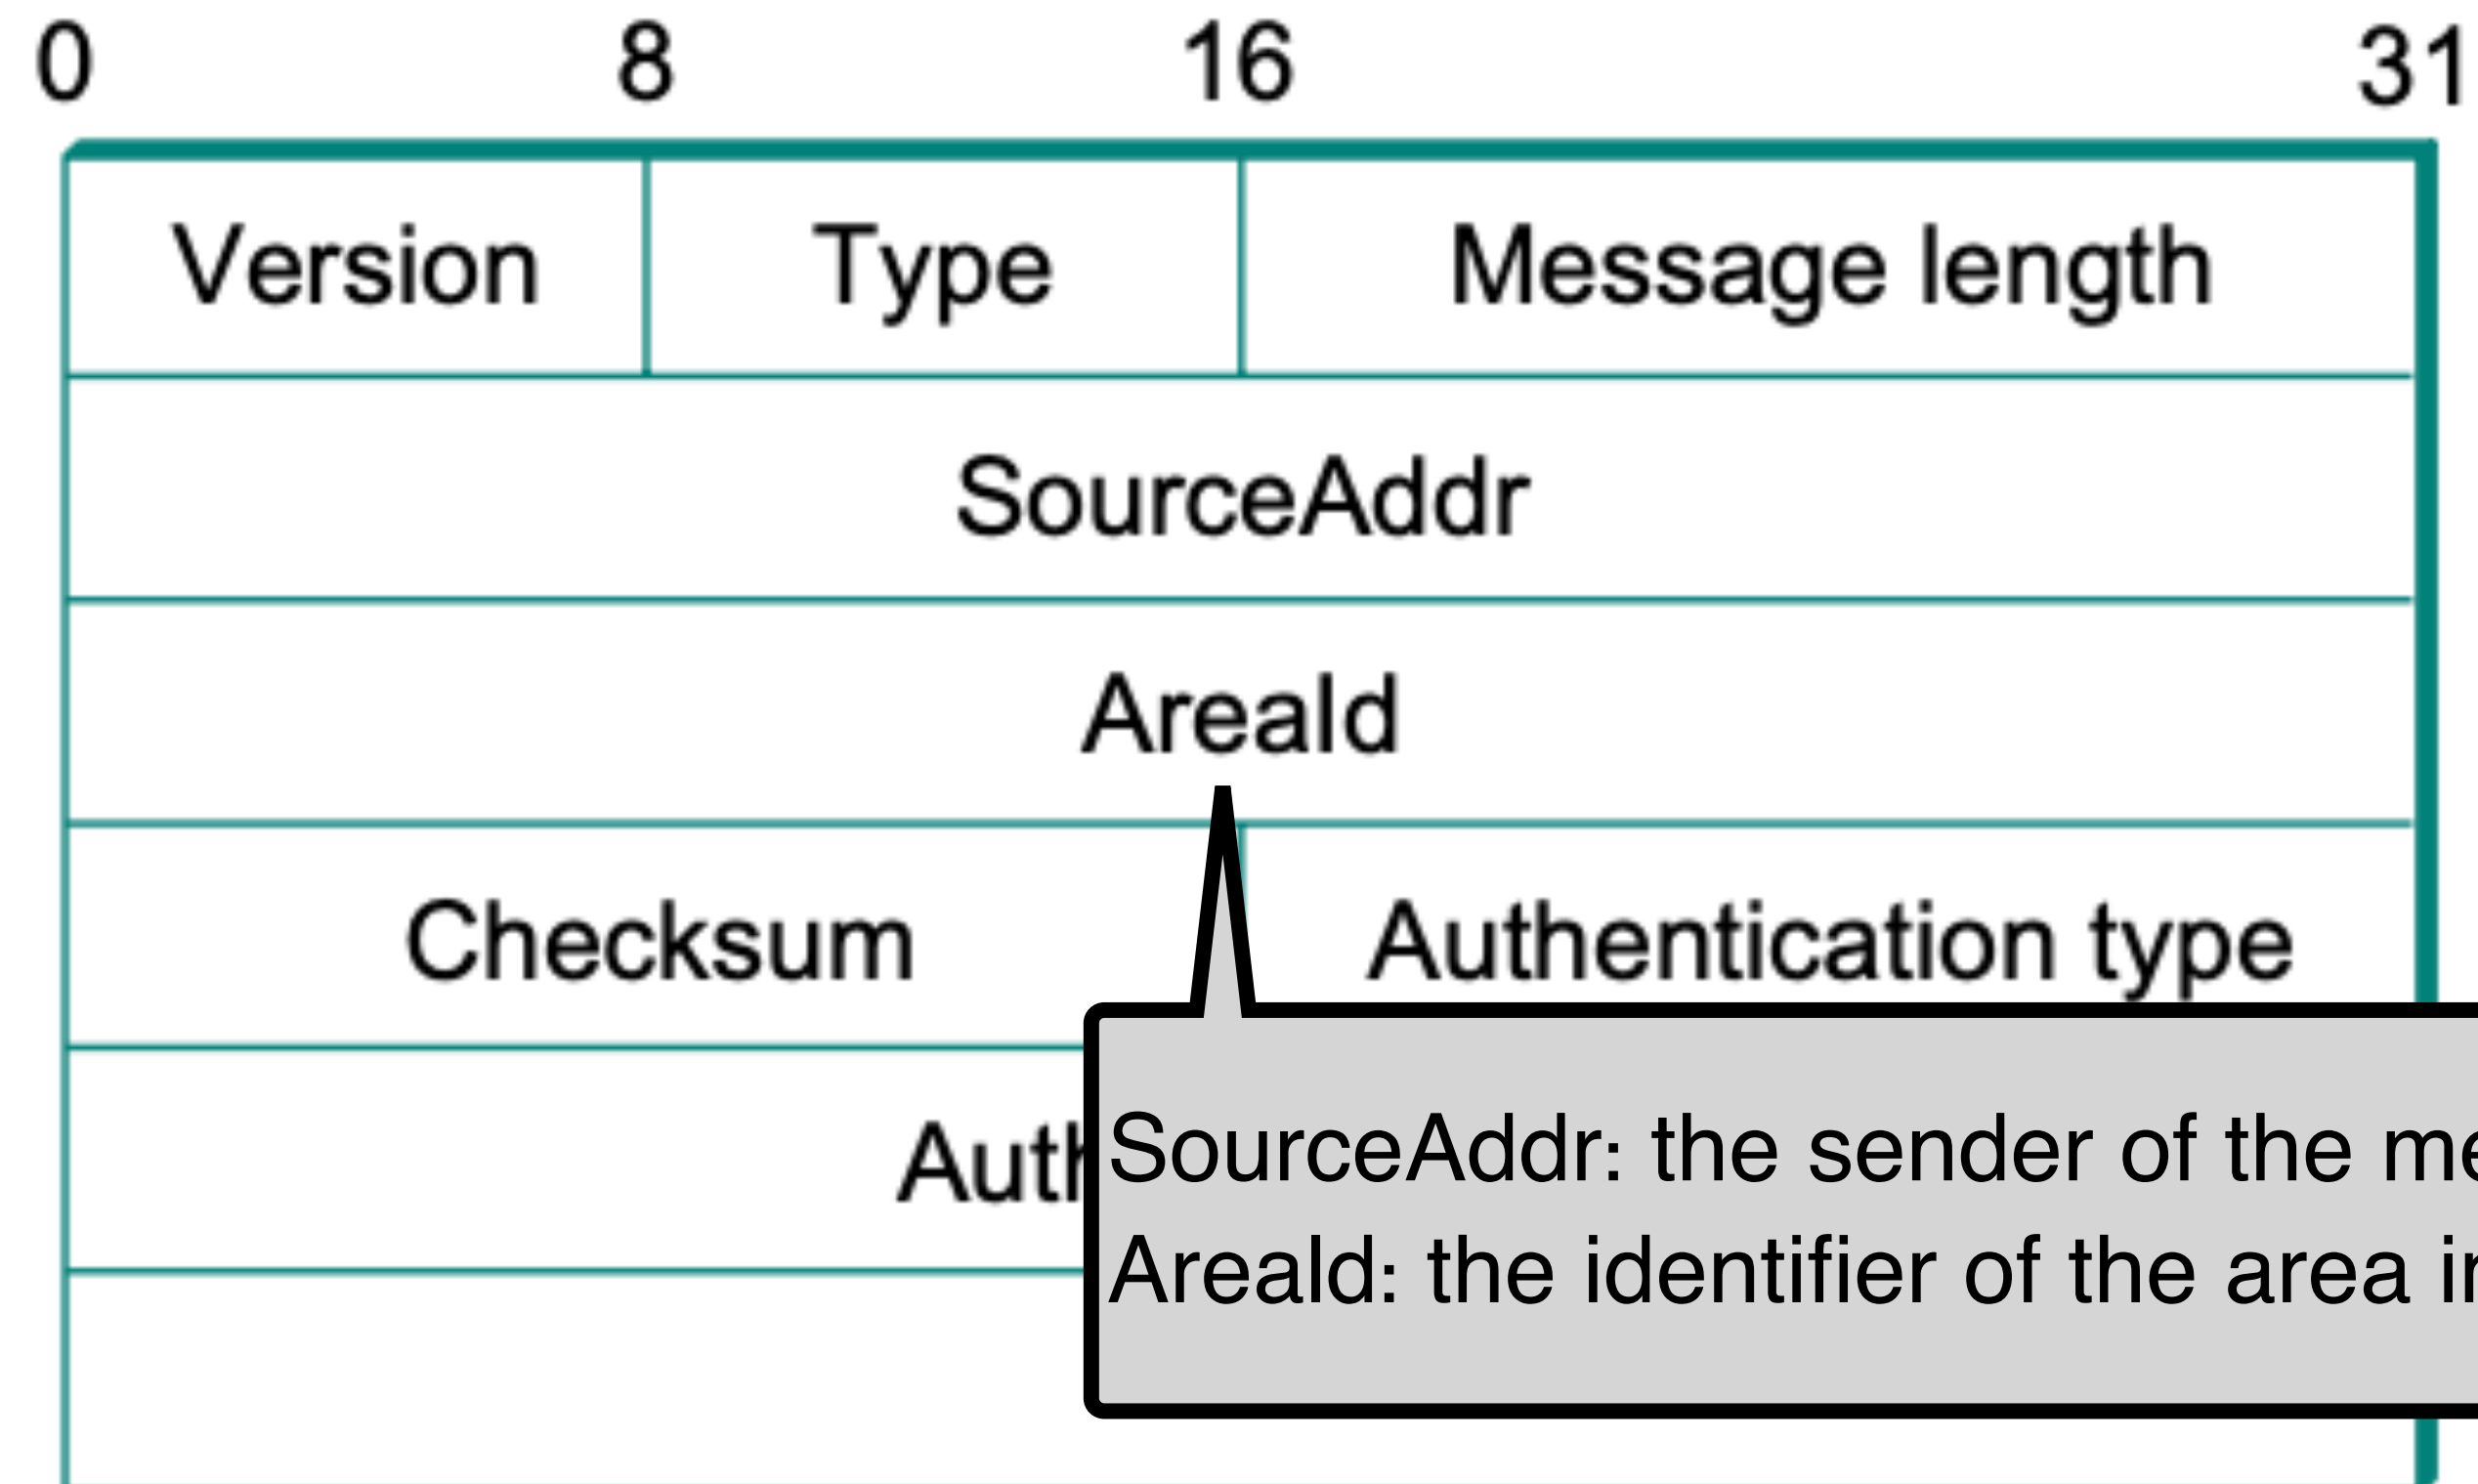 0 8 16 31
Version Type Message length
SourceAddr
AreaId
Checksum Authentication type
SourceAddr: the sender of the
AreaId: the identifier of the area